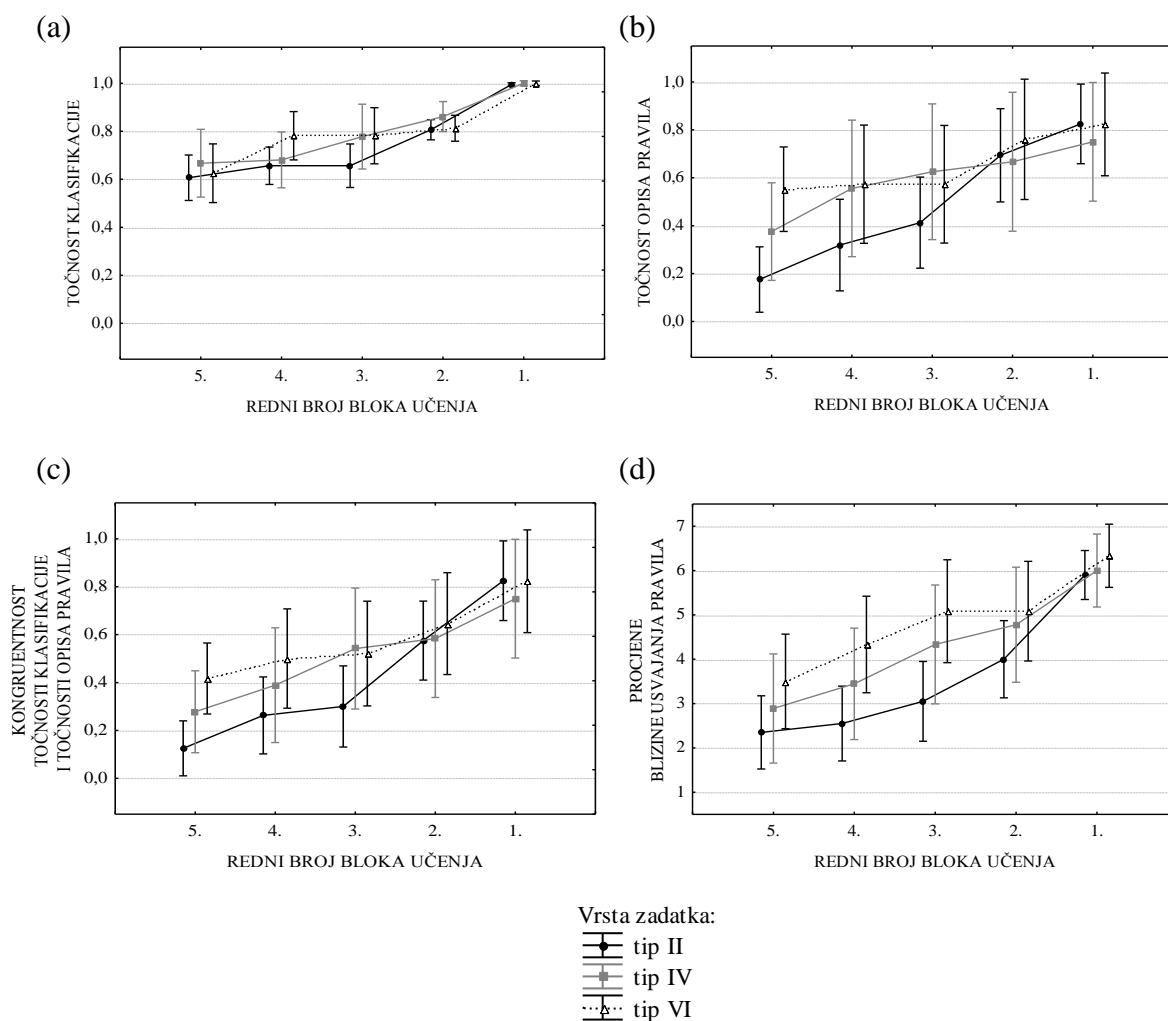 (a)
TOČNOST KLASIFIKACIJE
1,0
0,8
0,6
0,4
0,2
0,0
5. 4. 3. 2. 1.
REDNI BROJ BLOKA UČENJA
(b)
TOČNOST OPISA PRAVILA
1,0
0,8
0,6
0,4
0,2
0,0
5. 4. 3. 2. 1.
REDNI BROJ BLOKA UČENJA
(c)
KONGRUENTNOST
TOČNOSTI KLASIFIKACIJE
I TOČNOSTI OPISA PRAVILA
1,0
0,8
0,6
0,4
0,2
0,0
5. 4. 3. 2. 1.
REDNI BROJ BLOKA UČENJA
(d)
PROCJENE
BLIZINE USVAJANJA PRAVILA
7
6
5
4
3
2
1
5. 4. 3. 2. 1.
REDNI BROJ BLOKA UČENJA
Vrsta zadatka:
tip II
tip IV
tip VI